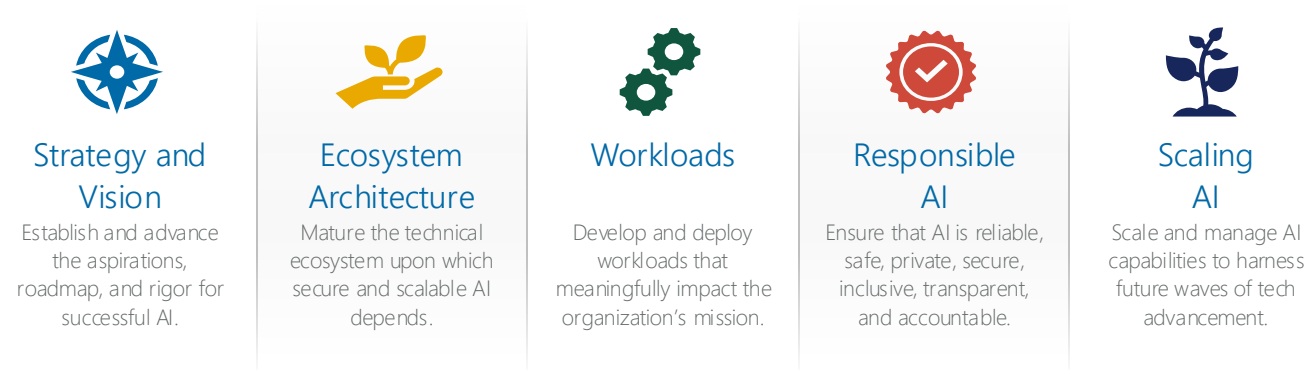 Strategy and
Vision
Establish and advance
the aspirations,
roadmap, and rigor for
successful AI.
Ecosystem
Architecture
Mature the technical
ecosystem upon which
secure and scalable AI
depends.
Workloads
Develop and deploy
workloads that
meaningfully impact the
organization’s mission.
Responsible
AI
Ensure that AI is reliable,
safe, private, secure,
inclusive, transparent,
and accountable.
Scaling
AI
Scale and manage AI
capabilities to harness
future waves of tech
advancement.